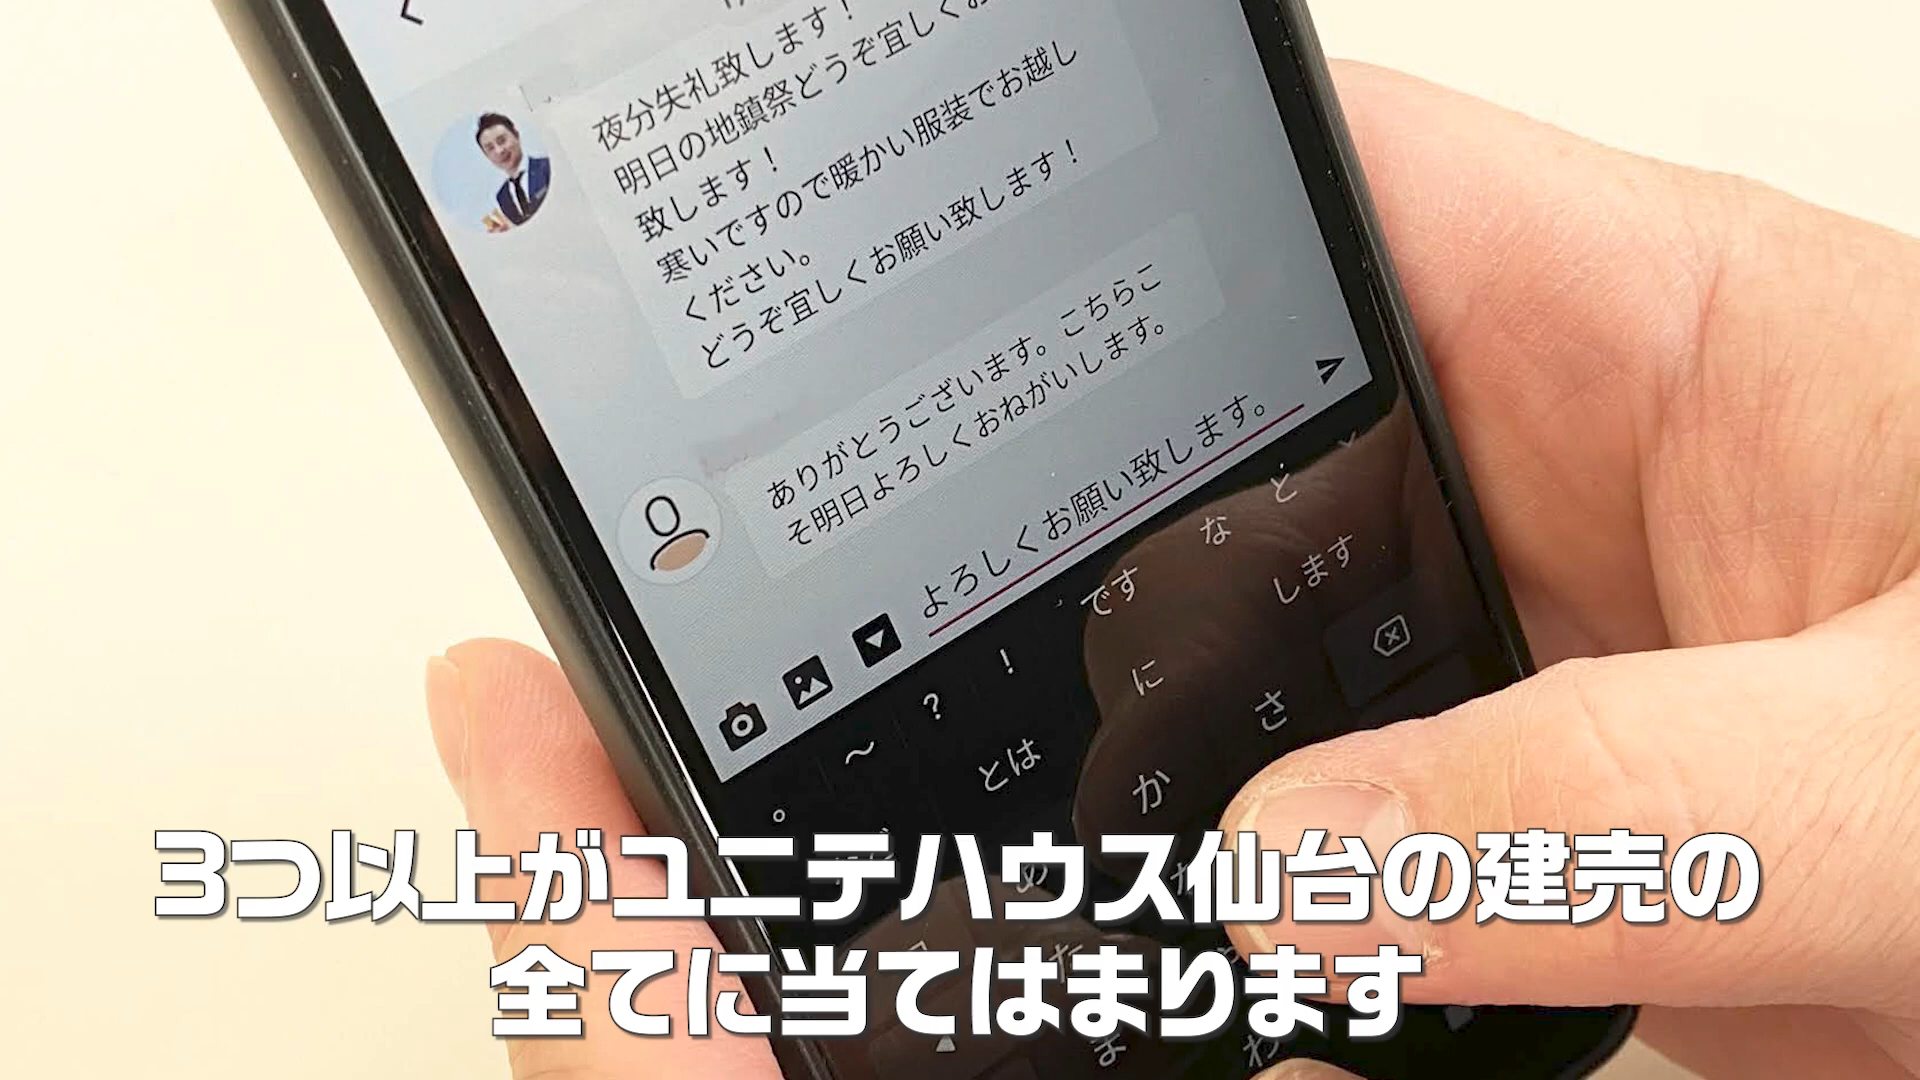 夜分失礼致します！
明日の地鎮祭どうぞ宜しくお
致します！
寒いですので暖かい服装でお越し
ください。
どうぞ宜しくお願い致します！
ありがとうございます。こちらこ
そ明日よろしくおねがいします。
よろしくお願い致します。
。 ～ ？ ！ です な と
とは に します
か さ
3つ以上がユニテハウス仙台の建売の
全てに当てはまります
ま わ